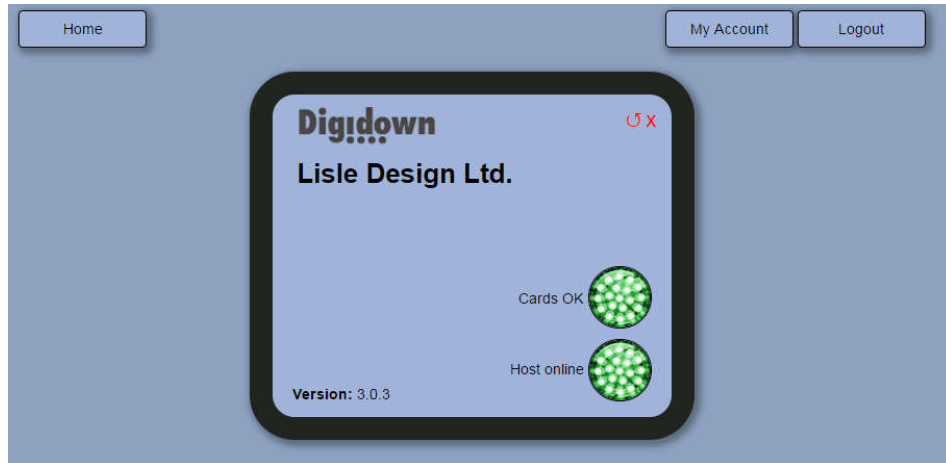 Home
My Account
Logout
Digidown
X
Lisle Design Ltd.
Cards OK
Host online
Version: 3.0.3